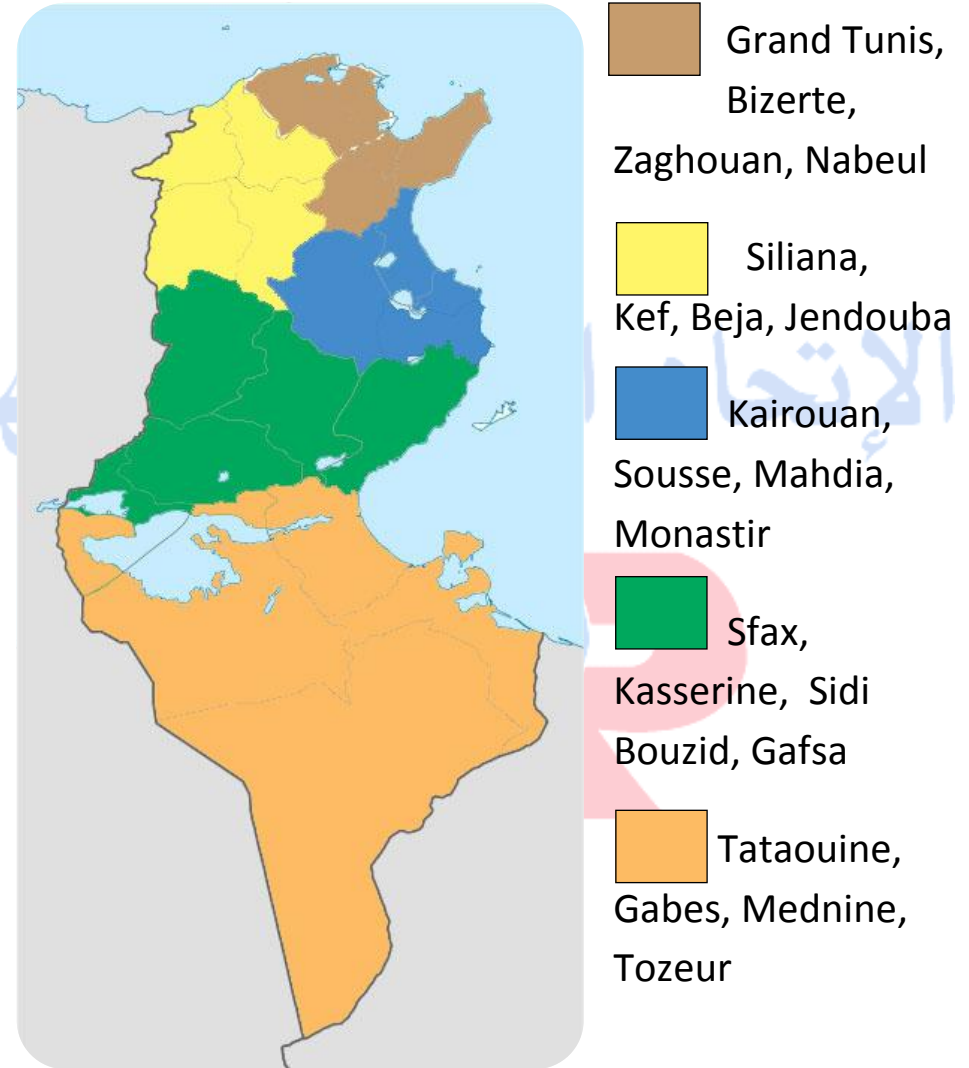 Grand Tunis,
Bizerte,
Zaghouan, Nabeul
Siliana,
Kef, Beja, Jendouba
Kairouan,
Sousse, Mahdia,
Monastir
Sfax,
Kasserine, Sidi
Bouzid, Gafsa
Tataouine,
Gabes, Mednine,
Tozeur
الإتحاد